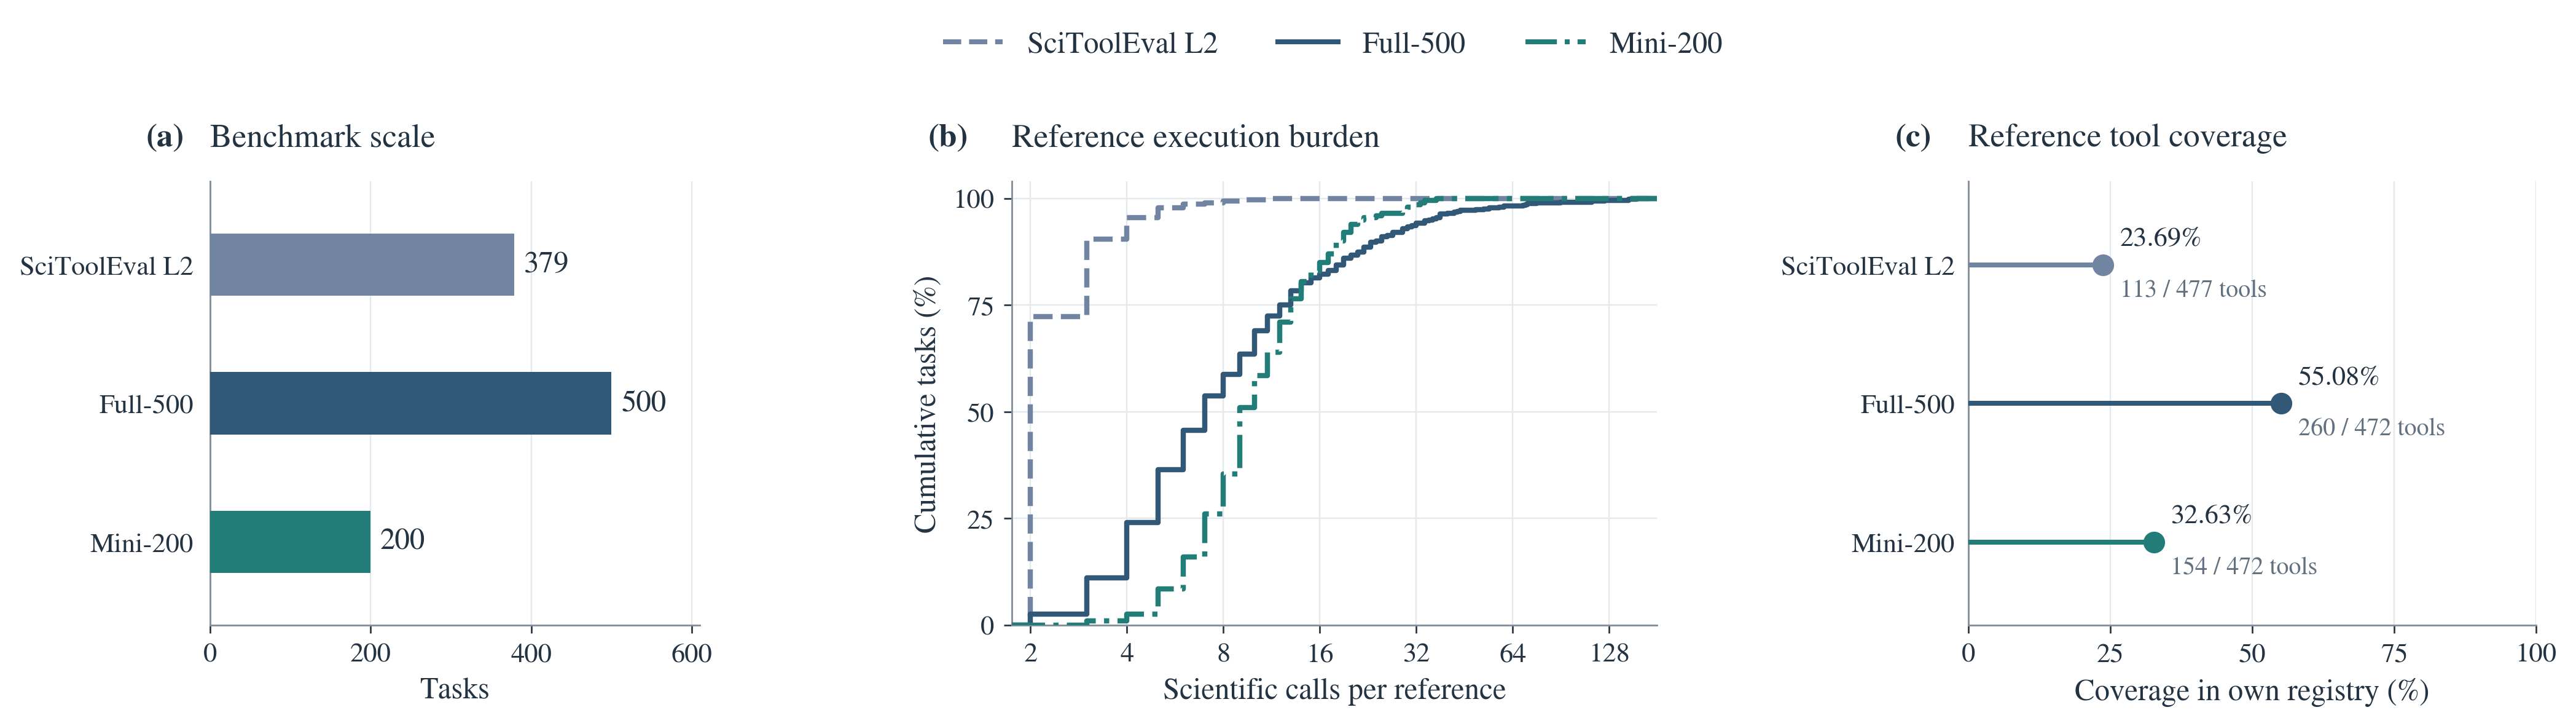 SciToolEval L2 Full-500 Mini-200
(a) Benchmark scale
SciToolEval L2
379
Full-500
500
Mini-200
200
0 200 400 600
Tasks
(b) Reference execution burden
Cumulative tasks (%)
100
75
50
25
0
2 4 8 16 32 64 128
Scientific calls per reference
(c) Reference tool coverage
SciToolEval L2
23.69%
113 / 477 tools
Full-500
55.08%
260 / 472 tools
Mini-200
32.63%
154 / 472 tools
0 25 50 75 100
Coverage in own registry (%)